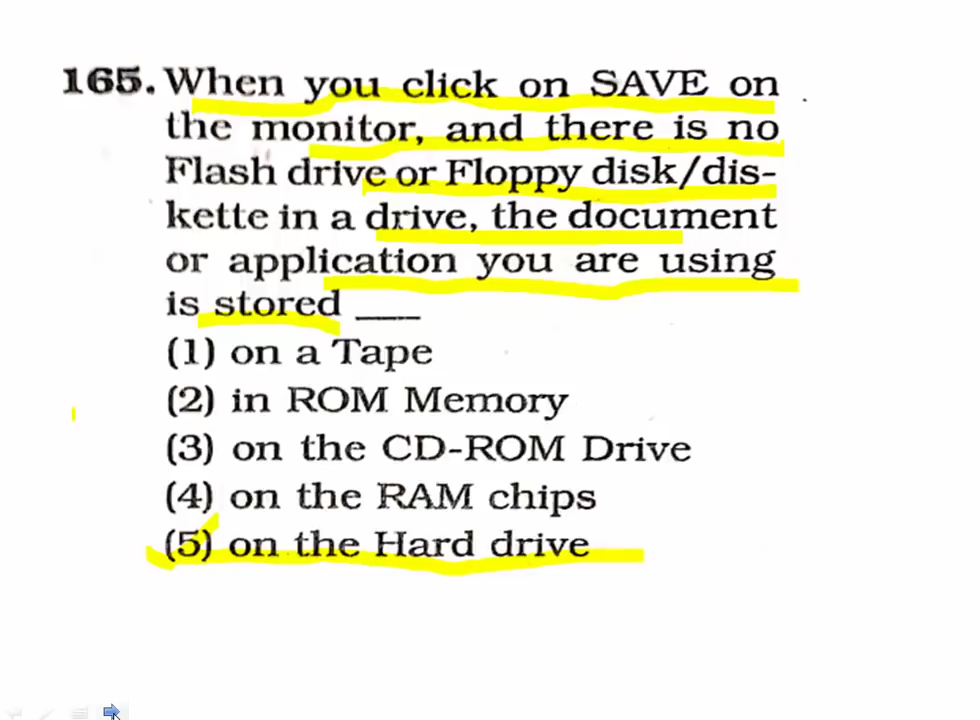 165. When you click on SAVE on
the monitor, and there is no
Flash drive or Floppy disk/dis-
kette in a drive, the document
or application you are using
is stored ___
(1) on a Tape
(2) in ROM Memory
(3) on the CD-ROM Drive
(4) on the RAM chips
(5) on the Hard drive